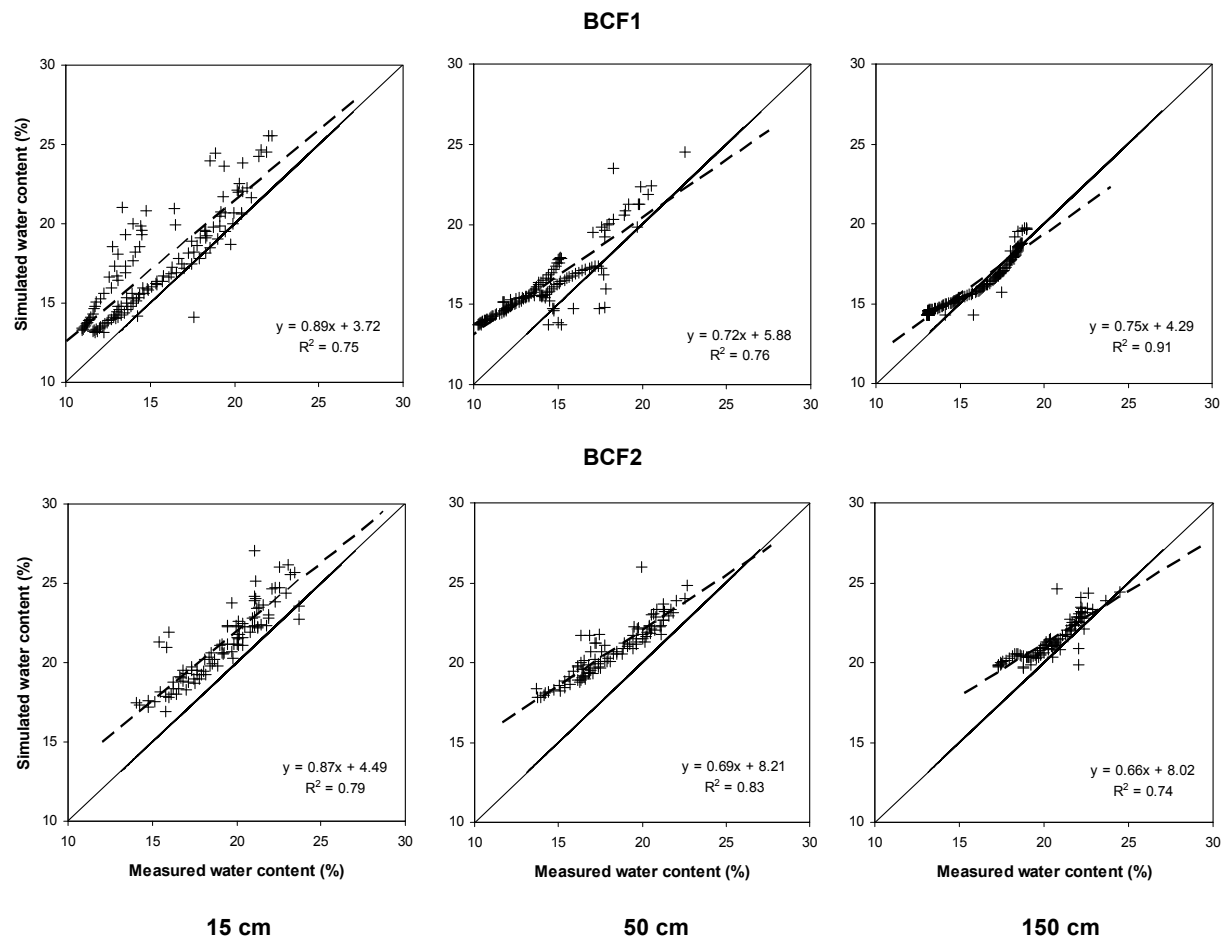 BCF1
Simulated water content (%)
30
25
20
15
10
y = 0.89x + 3.72
R² = 0.75
10 15 20 25 30
30
25
20
15
10
y = 0.72x + 5.88
R² = 0.76
10 15 20 25 30
30
25
20
15
10
y = 0.75x + 4.29
R² = 0.91
10 15 20 25 30
BCF2
Simulated water content (%)
30
25
20
15
10
y = 0.87x + 4.49
R² = 0.79
10 15 20 25 30
Measured water content (%)
30
25
20
15
10
y = 0.69x + 8.21
R² = 0.83
10 15 20 25 30
Measured water content (%)
30
25
20
15
10
y = 0.66x + 8.02
R² = 0.74
10 15 20 25 30
Measured water content (%)
15 cm 50 cm 150 cm